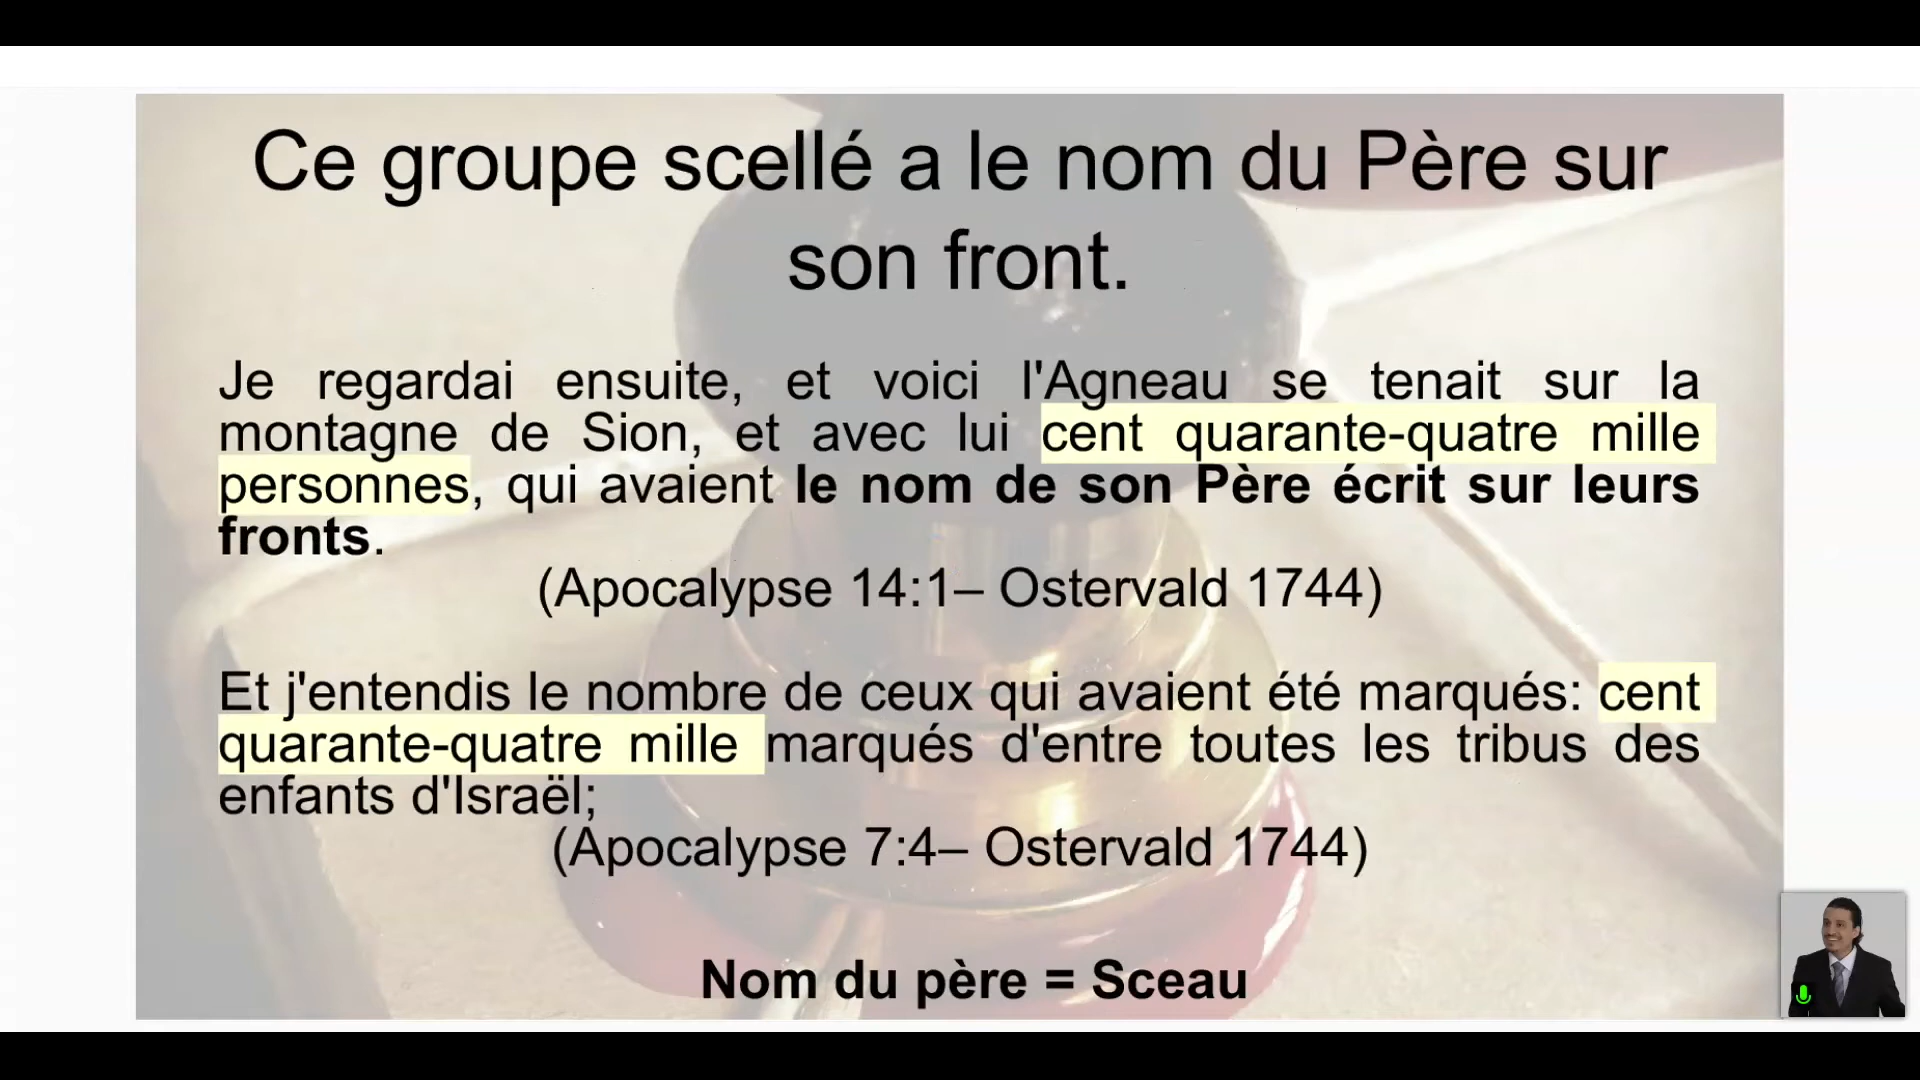 Ce groupe scellé a le nom du Père sur
son front.
Je regardai ensuite, et voici l'Agneau se tenait sur la
montagne de Sion, et avec lui cent quarante-quatre mille
personnes, qui avaient le nom de son Père écrit sur leurs
fronts.
(Apocalypse 14:1– Ostervald 1744)
Et j'entendis le nombre de ceux qui avaient été marqués: cent
quarante-quatre mille marqués d'entre toutes les tribus des
enfants d'Israël;
(Apocalypse 7:4– Ostervald 1744)
Nom du père = Sceau